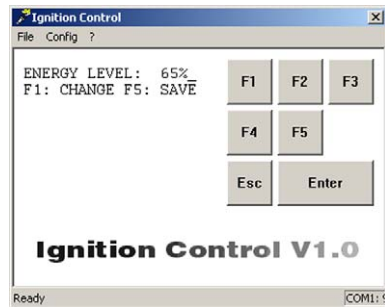 Ignition Control
File Config ?
ENERGY LEVEL: 65%_
F1: CHANGE F5: SAVE
F1 F2 F3
F4 F5
Esc Enter
Ignition Control V1.0
Ready COM1: